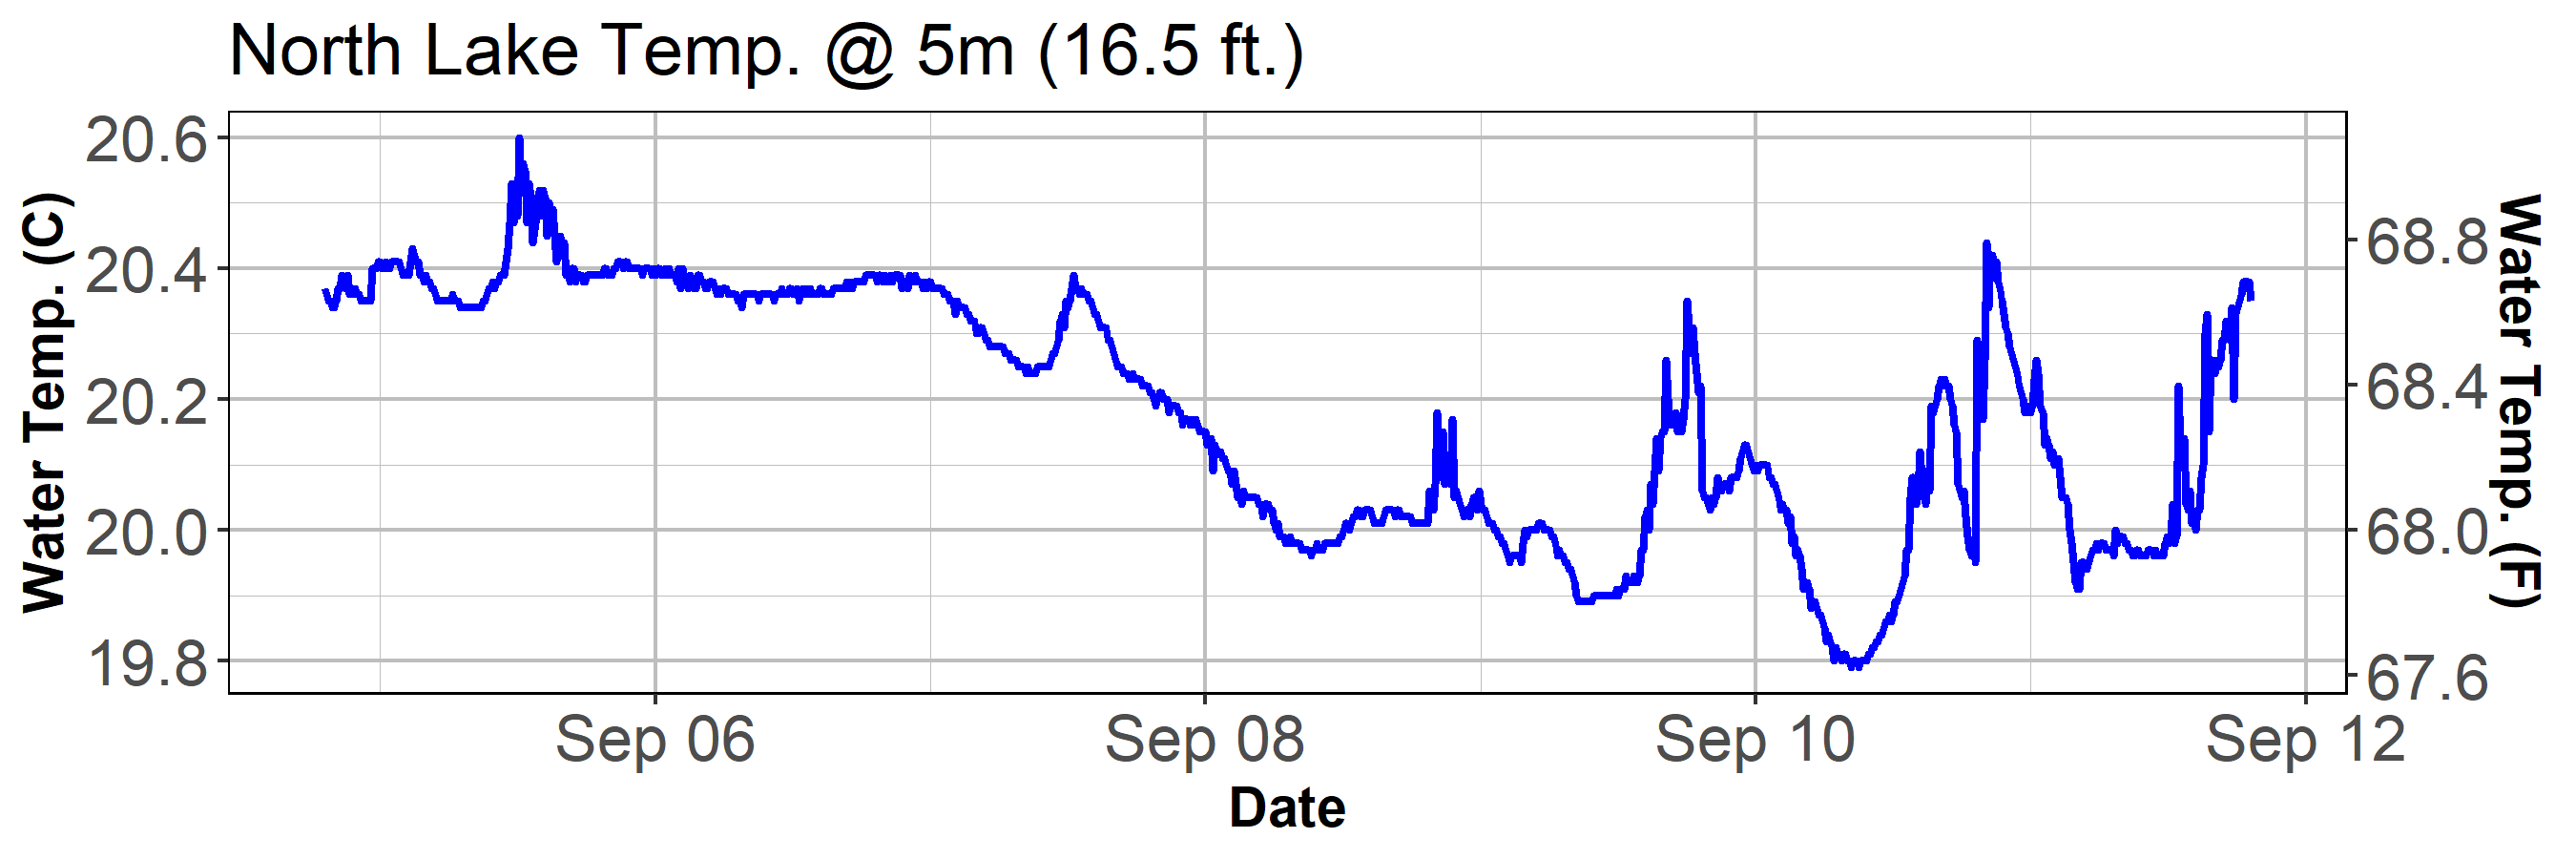 North Lake Temp. @ 5m (16.5 ft.)
Water Temp. (C)
20.6
20.4
20.2
20.0
19.8
68.8
68.4
68.0
67.6
Water Temp. (F)
Sep 06 Sep 08 Sep 10 Sep 12
Date